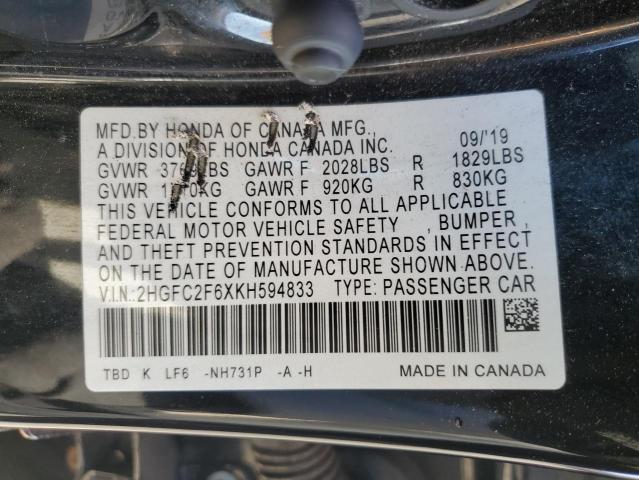 MFD.BY HONDA OF CANADA MFG., 09/'19
A DIVISION OF HONDA CANADA INC.
GVWR GAWR F 2028LBS R 1829LBS
GVWR GAWR F 920KG R 830KG
THIS VEHICLE CONFORMS TO ALL APPLICABLE
FEDERAL MOTOR VEHICLE SAFETY , BUMPER ,
AND THEFT PREVENTION STANDARDS IN EFFECT
ON DATE OF MANUFACTURE SHOWN ABOVE.
V.I.N.:2HGFC2F6XKH594833 TYPE: PASSENGER CAR
TBD K LF6 -NH731P -A -H MADE IN CANADA